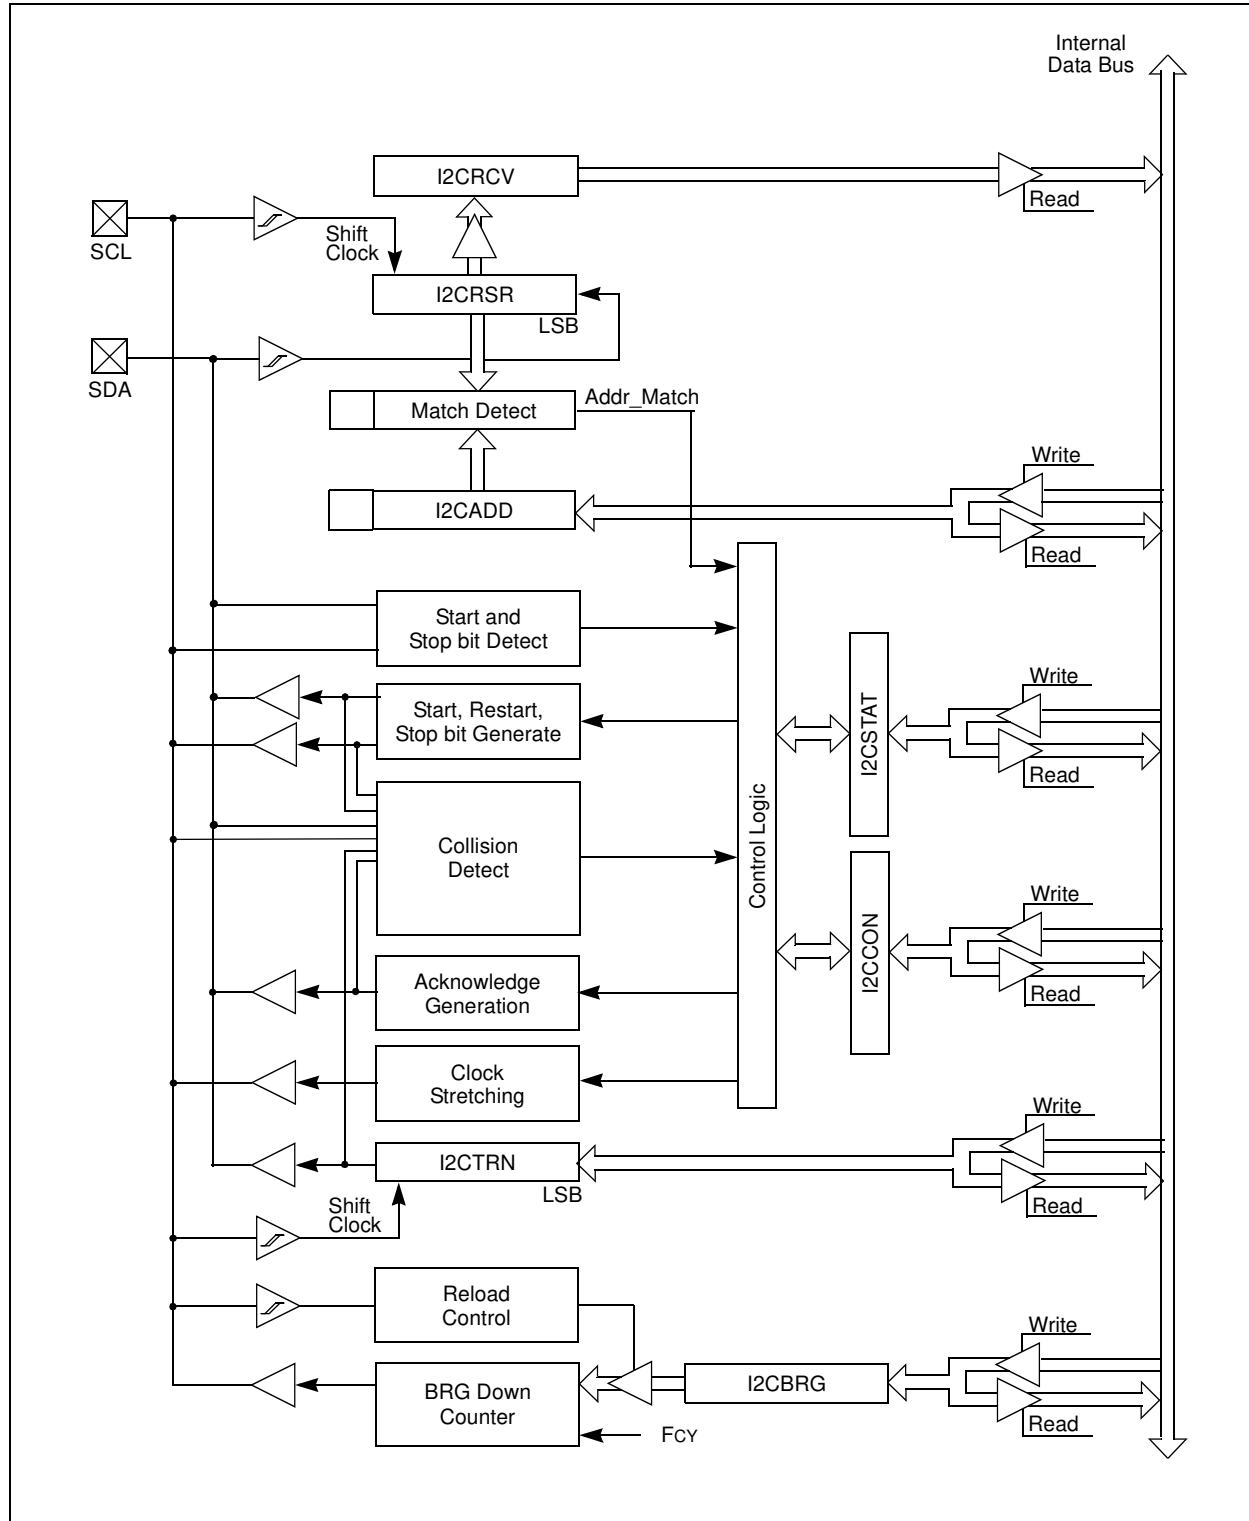 Internal
Data Bus
I2CRCV
Read
SCL
Shift
Clock
I2CRSR
LSB
SDA
Match Detect
Addr_Match
Write
I2CADD
Read
Start and
Stop bit Detect
Start, Restart,
Stop bit Generate
Write
I2CSTAT
Read
Collision
Detect
Control Logic
Write
I2CCON
Read
Acknowledge
Generation
Clock
Stretching
Write
I2CTRN
LSB
Read
Shift
Clock
Reload
Control
Write
I2CBRG
BRG Down
Counter
Read
FCY